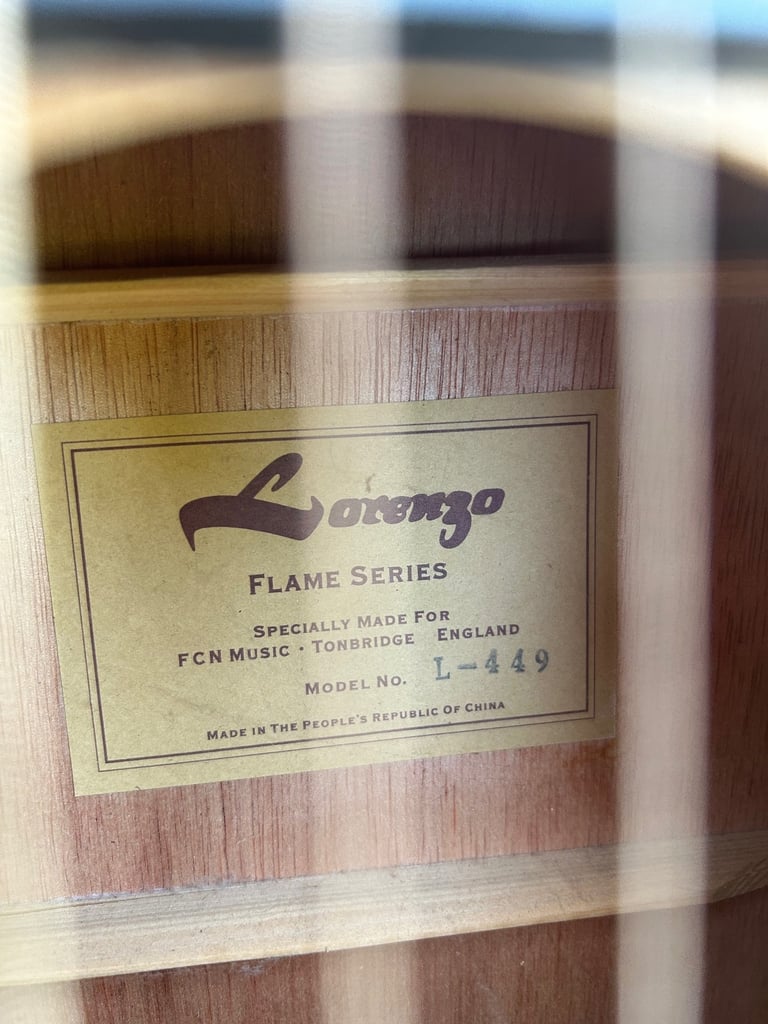 Lorenzo
FLAME SERIES
SPECIALLY MADE FOR
FCN MUSIC · TONBRIDGE ENGLAND
MODEL NO. L-449
MADE IN THE PEOPLE'S REPUBLIC OF CHINA